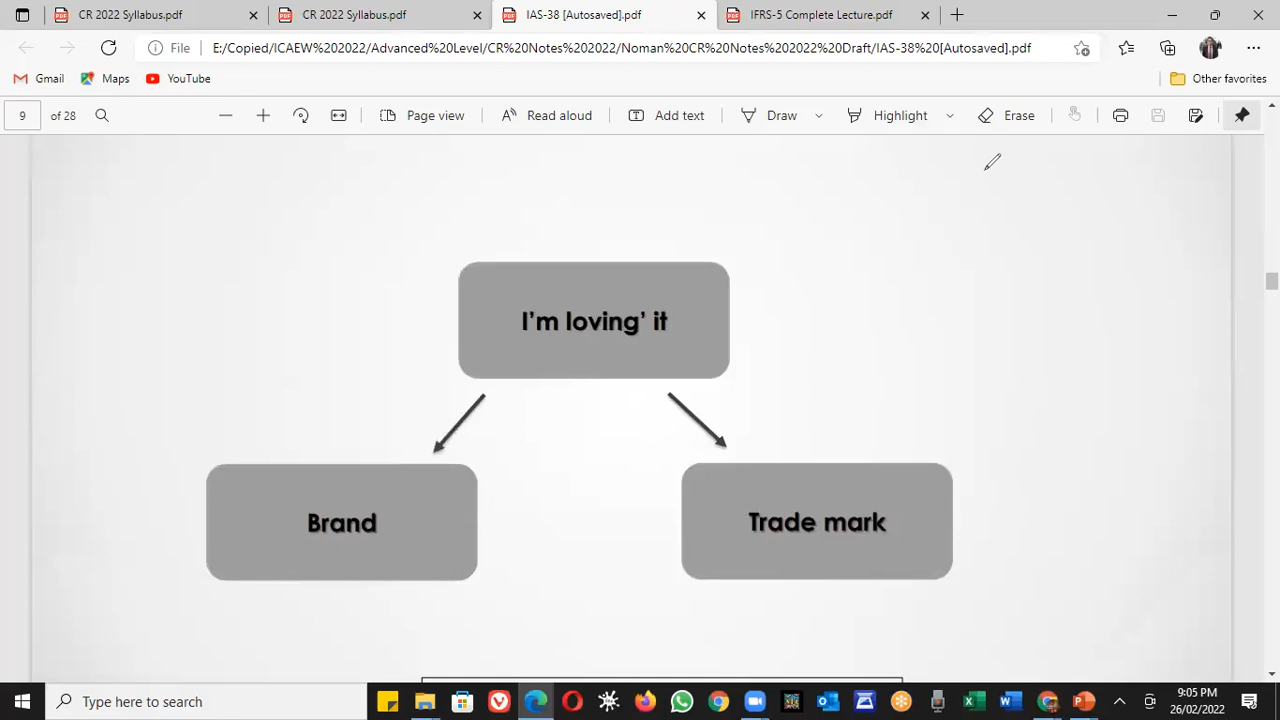 CR 2022 Syllabus.pdf
CR 2022 Syllabus.pdf
IAS-38 [Autosaved].pdf
IFRS-5 Complete Lecture.pdf
File
E:/Copied/ICAEW%202022/Advanced%20Level/CR%20Notes%202022/Noman%20CR%20Notes%202022%20Draft/IAS-38%20[Autosaved].pdf
Gmail
Maps
YouTube
Other favorites
9
of 28
Page view
Read aloud
Add text
Draw
Highlight
Erase
I'm loving' it
Brand
Trade mark
Type here to search
9:05 PM
26/02/2022